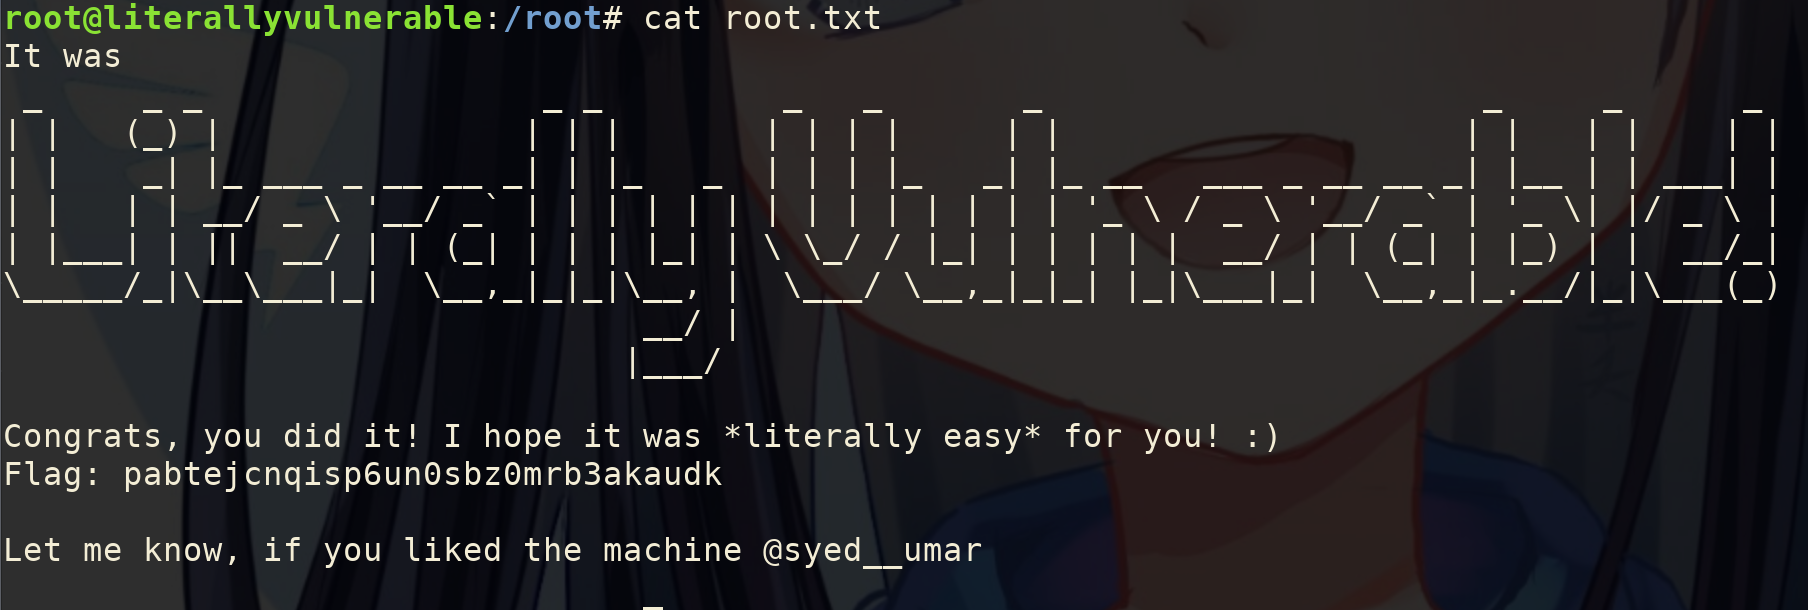 root@literallyvulnerable:/root# cat root.txt
It was
Literally Vulnerable!
Congrats, you did it! I hope it was *literally easy* for you! :)
Flag: pabtejcnqisp6un0sbz0mrb3akaudk
Let me know, if you liked the machine @syed__umar